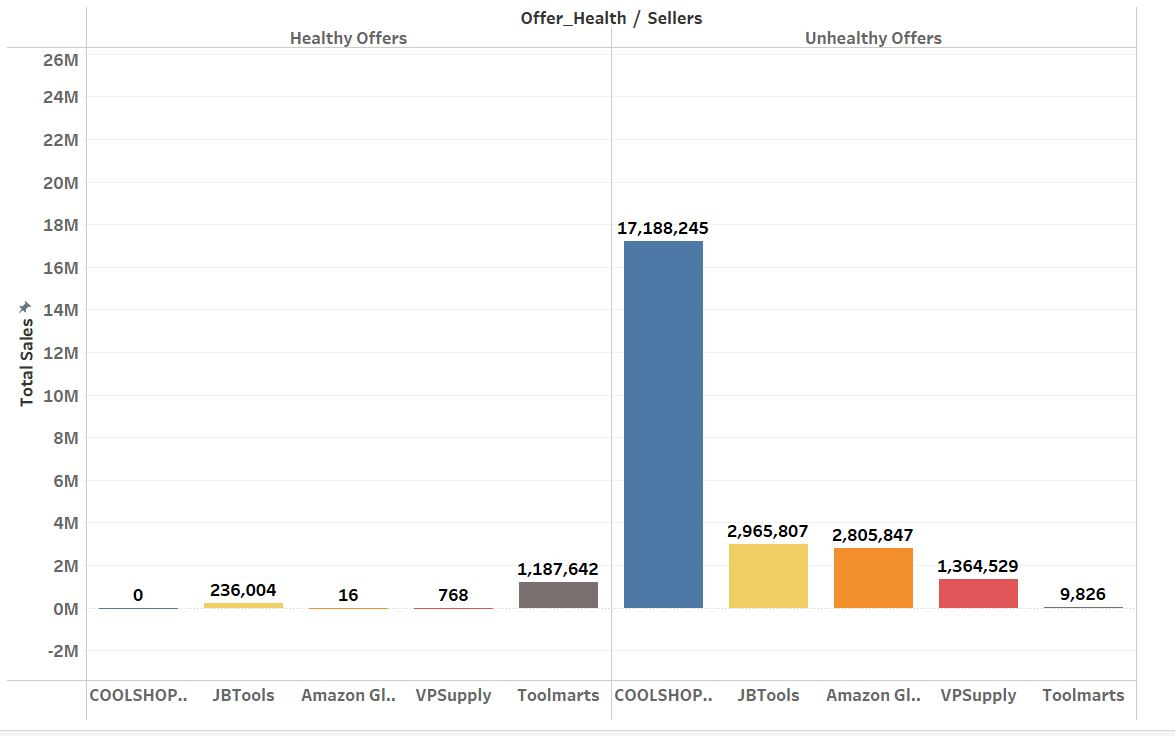 Offer_Health / Sellers
Healthy Offers
Unhealthy Offers
26M
24M
22M
20M
18M
16M
14M
12M
10M
8M
6M
4M
2M
0M
-2M
Total Sales
0
236,004
16
768
1,187,642
17,188,245
2,965,807
2,805,847
1,364,529
9,826
COOLSHOP.. JBTools Amazon Gl.. VPSupply Toolmarts COOLSHOP.. JBTools Amazon Gl.. VPSupply Toolmarts